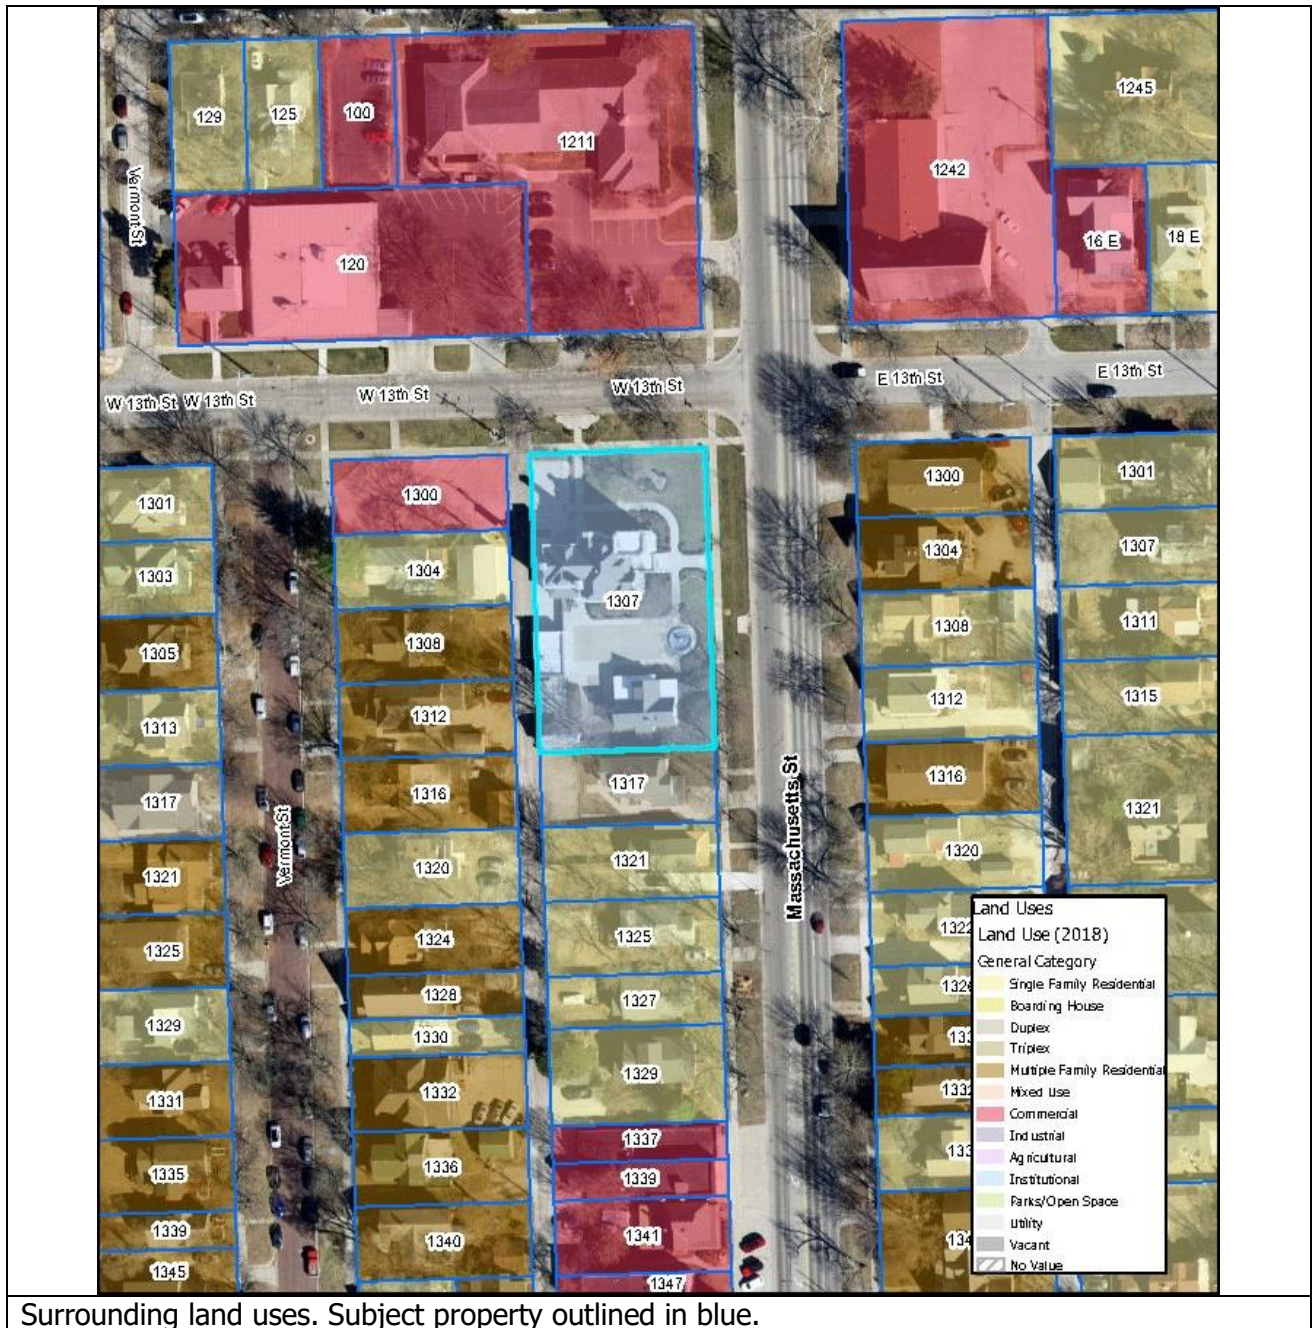 129
125
100
1211
1242
1245
Vermont St
120
16 E
18 E
W 13th St
W 13th St
W 13th St
W 13th St
E 13th St
E 13th St
1301
1300
1300
1301
1303
1304
1304
1307
1307
1305
1308
1308
1311
1313
1312
1312
1315
1317
1316
1317
Massachusetts St
1316
1321
Vermont St
1321
1320
1321
1320
1325
1324
1325
1328
1327
1329
1330
1329
1331
1332
1332
1335
1336
1337
1339
1339
1340
1341
1345
1347
Land Uses
Land Use (2018)
General Category
Single Family Residential
Boarding House
Duplex
Triplex
Multiple Family Residential
Mixed Use
Commercial
Industrial
Agricultural
Institutional
Parks/Open Space
Utility
Vacant
No Value
Surrounding land uses. Subject property outlined in blue.